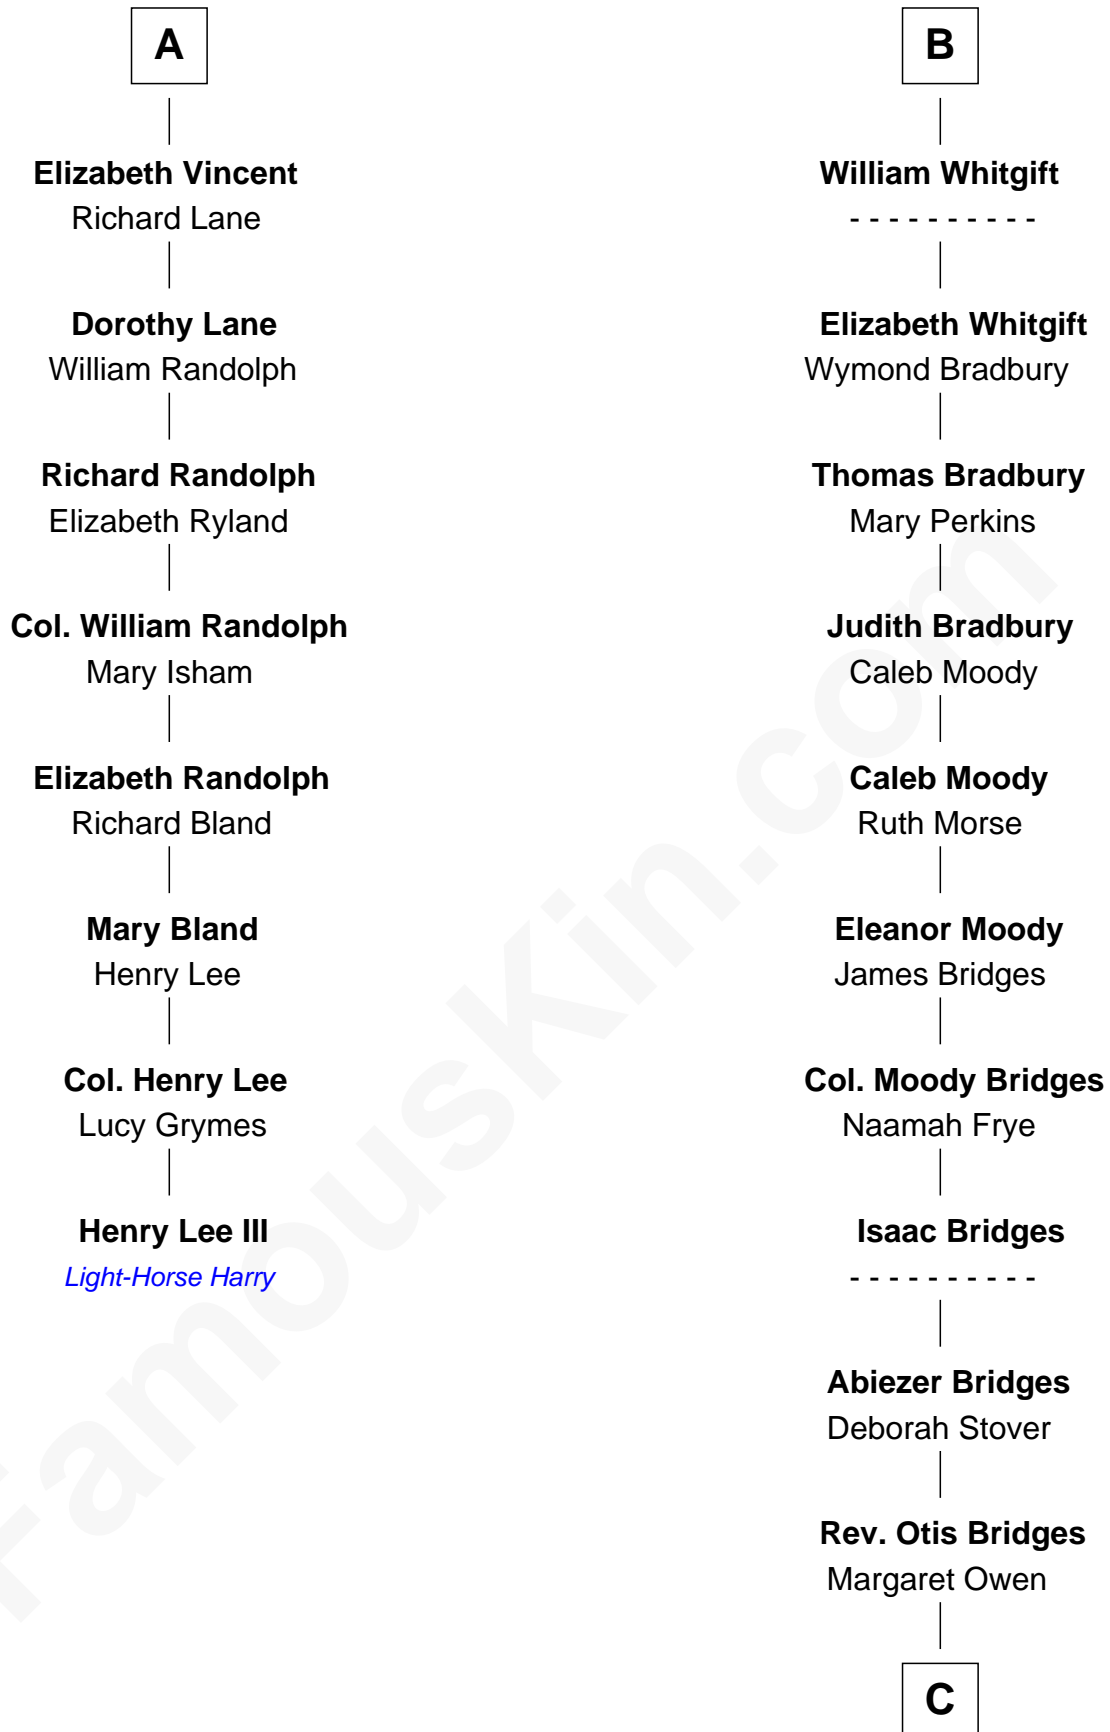 A
Elizabeth Vincent
Richard Lane
Dorothy Lane
William Randolph
Richard Randolph
Elizabeth Ryland
Col. William Randolph
Mary Isham
Elizabeth Randolph
Richard Bland
Mary Bland
Henry Lee
Col. Henry Lee
Lucy Grymes
Henry Lee III
Light-Horse Harry
B
William Whitgift
- - - - - - - - - -
Elizabeth Whitgift
Wymond Bradbury
Thomas Bradbury
Mary Perkins
Judith Bradbury
Caleb Moody
Caleb Moody
Ruth Morse
Eleanor Moody
James Bridges
Col. Moody Bridges
Naamah Frye
Isaac Bridges
- - - - - - - - - -
Abiezer Bridges
Deborah Stover
Rev. Otis Bridges
Margaret Owen
C
FamousKin.com